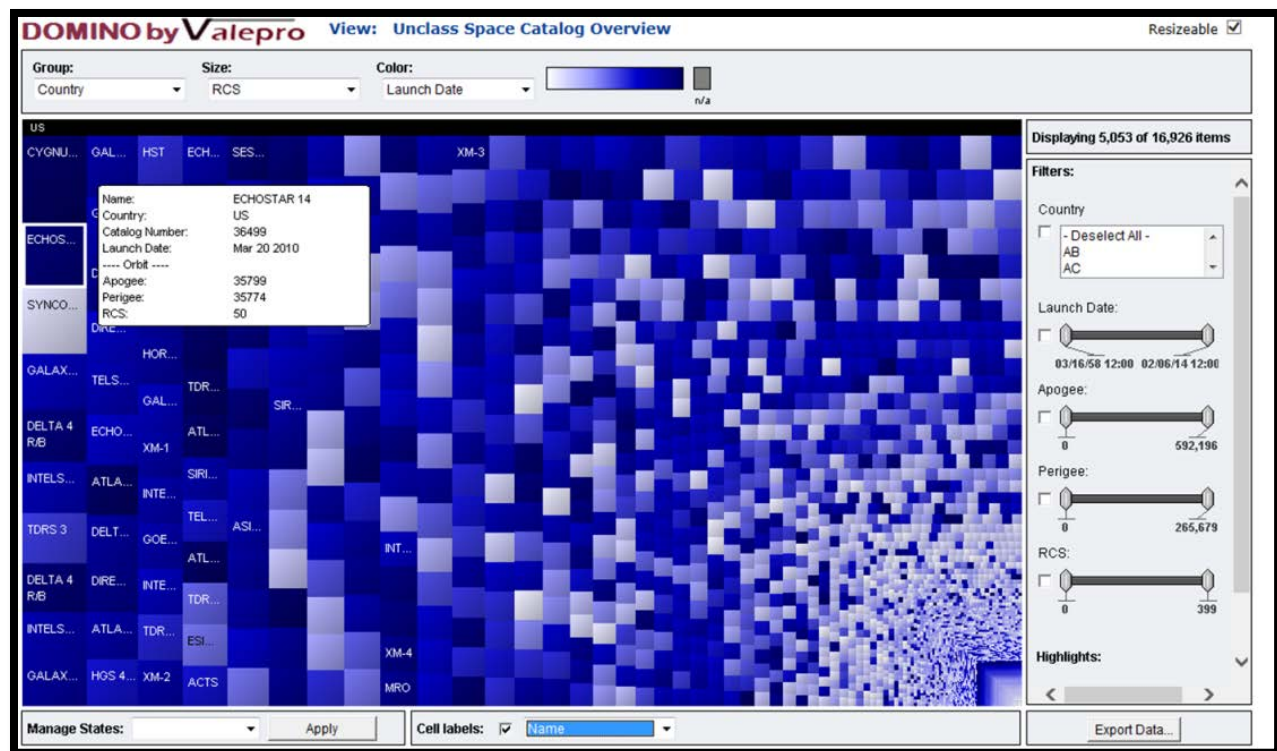 DOMINO by Valepro View: Unclass Space Catalog Overview Resizeable
Group: Size: Color:
Country RCS Launch Date
n/a
US
CYGNU... GAL... HST ECH... SES... XM-3
Name: ECHOSTAR 14
Country: US
Catalog Number: 36499
Launch Date: Mar 20 2010
---- Orbit ----
Apogee: 35799
Perigee: 35774
RCS: 50
ECHOS...
SYNCO...
DIRE...
HOR...
GALAX... TELS... TDR...
GAL... SIR...
DELTA 4
R/B
ECHO... ATL...
XM-1
INTELS... ATLA... SIRI...
INTE...
TDRS 3 DELT... TEL... ASI...
GOE... INT...
ATL...
DELTA 4
R/B
DIRE... INTE... TDR...
INTELS... ATLA... TDR... ESI...
XM-4
GALAX... HGS 4... XM-2 ACTS MRO
Displaying 5,053 of 16,926 items
Filters:
Country
- Deselect All -
AB
AC
Launch Date:
03/16/58 12:00 02/06/14 12:00
Apogee:
0 592,196
Perigee:
0 265,679
RCS:
0 399
Highlights:
Manage States: Apply Cell labels: Name Export Data...